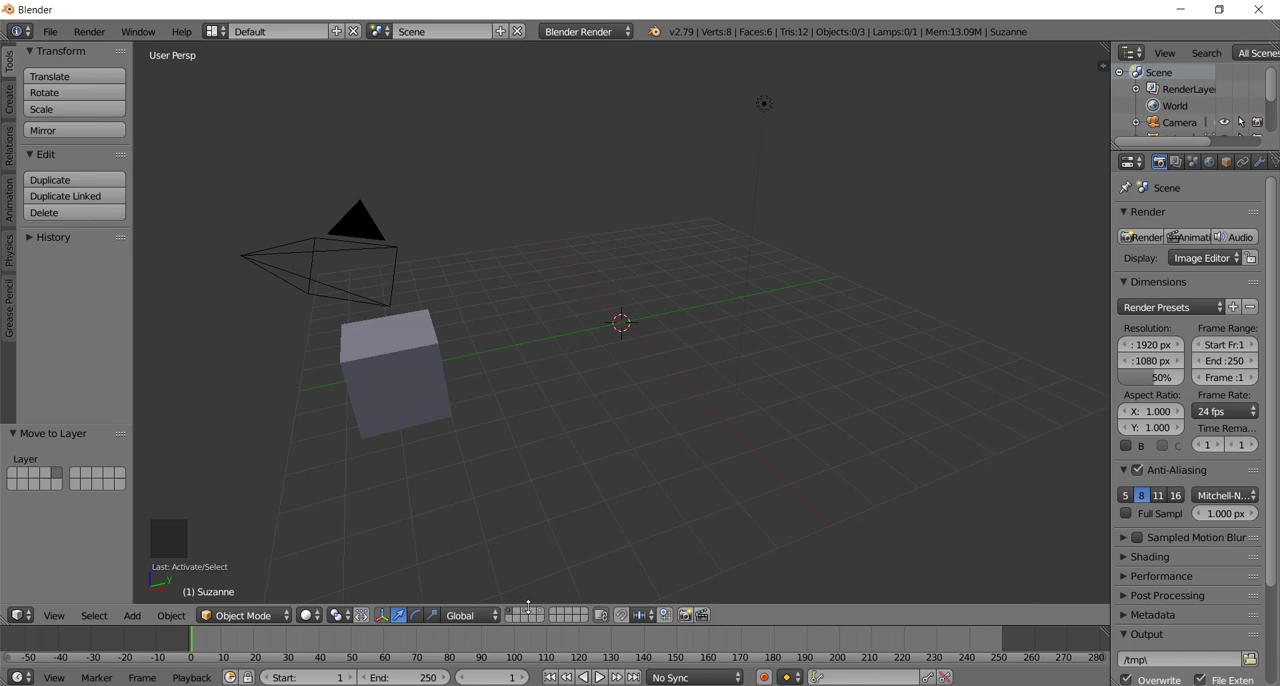 Blender
File Render Window Help Default Scene Blender Render v2.79 | Verts:8 | Faces:6 | Tris:12 | Objects:0/3 | Lamps:0/1 | Mem:13.09M | Suzanne
Tools
Create
Relations
Animation
Physics
Grease Pencil
Transform
Translate
Rotate
Scale
Mirror
Edit
Duplicate
Duplicate Linked
Delete
History
Move to Layer
Layer
User Persp
Last: Activate/Select
y
(1) Suzanne
View Select Add Object Object Mode Global
-50 -40 -30 -20 -10 0 10 20 30 40 50 60 70 80 90 100 110 120 130 140 150 160 170 180 190 200 210 220 230 240 250 260 270 280
View Marker Frame Playback Start: 1 End: 250 1 No Sync
View Search All Scenes
Scene
RenderLaye
World
Camera
Scene
Render
Render Animati Audio
Display: Image Editor
Dimensions
Render Presets
Resolution: Frame Range:
: 1920 px Start Fr:1
: 1080 px End :250
50% Frame :1
Aspect Ratio: Frame Rate:
X: 1.000 24 fps
Y: 1.000 Time Rema...
B C 1 1
Anti-Aliasing
5 8 11 16 Mitchell-N...
Full Sampl 1.000 px
Sampled Motion Blur
Shading
Performance
Post Processing
Metadata
Output
/tmp\
Overwrite File Exten